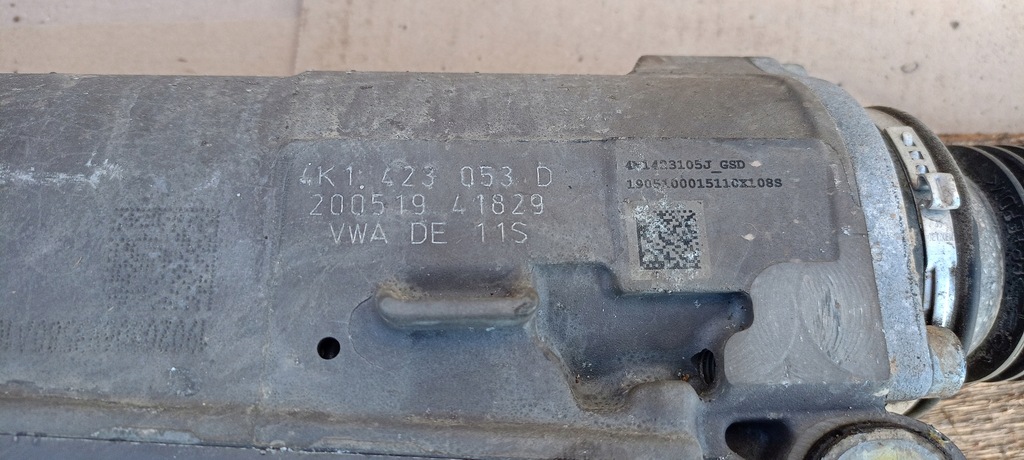 4K1.423 053 D
200519 41829
VWA DE 11S
4K1423105J_GSD
190510001511CX108S